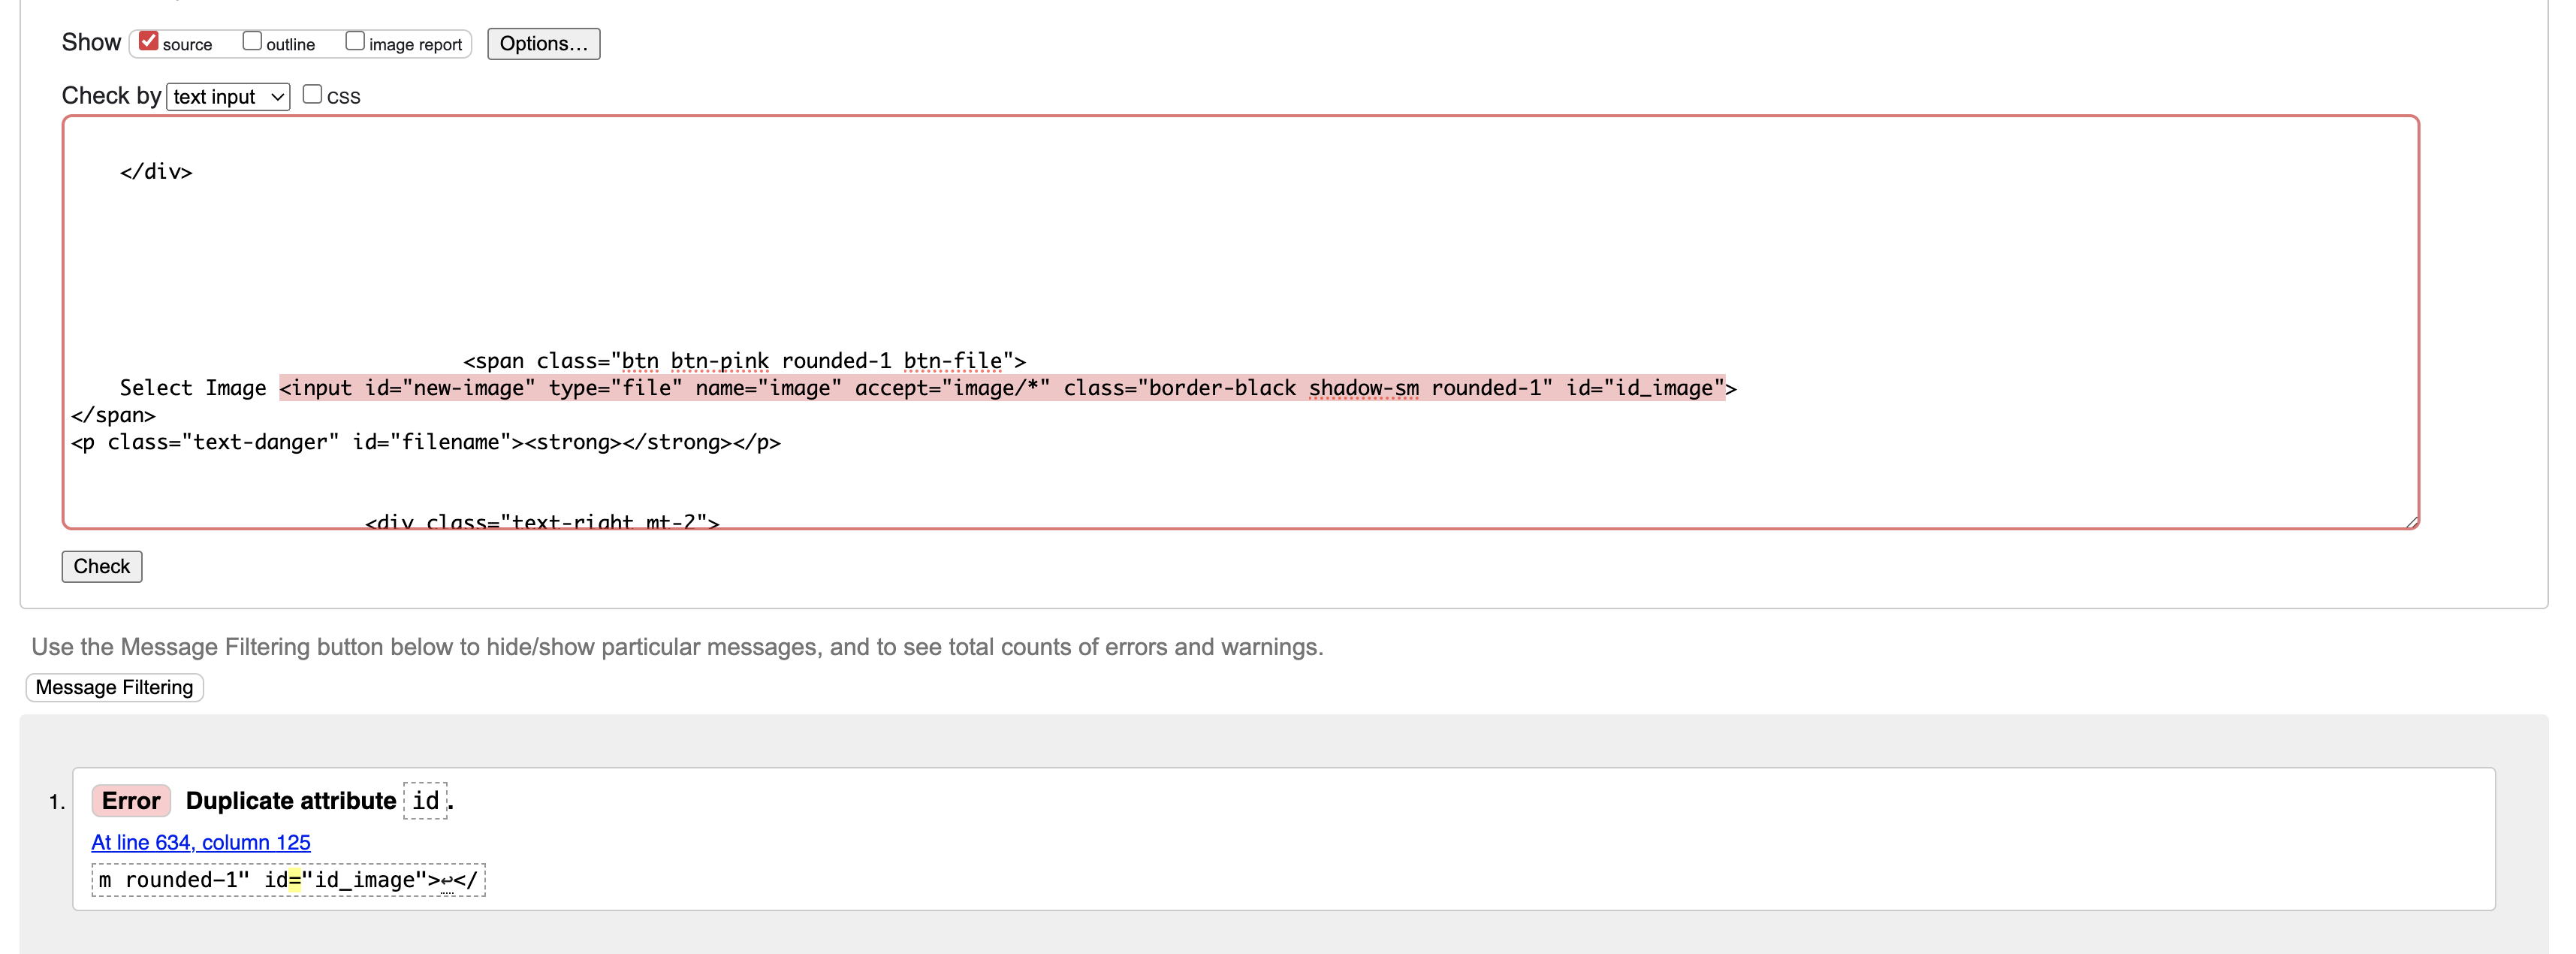 Show source outline image report Options...
Check by text input CSS
</div>
<span class="btn btn-pink rounded-1 btn-file">
Select Image <input id="new-image" type="file" name="image" accept="image/*" class="border-black shadow-sm rounded-1" id="id_image">
</span>
<p class="text-danger" id="filename"><strong></strong></p>
<div class="text-right mt-2">
Check
Use the Message Filtering button below to hide/show particular messages, and to see total counts of errors and warnings.
Message Filtering
1. Error Duplicate attribute id.
At line 634, column 125
m rounded-1" id="id_image">↩</